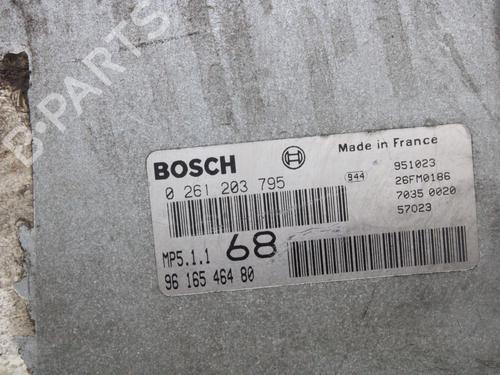 B-PARTS
Made in France
BOSCH
951023
0 261 203 795
944
26FM0186
7035 0020
57023
MP5.1.1
68
96 165 464 80